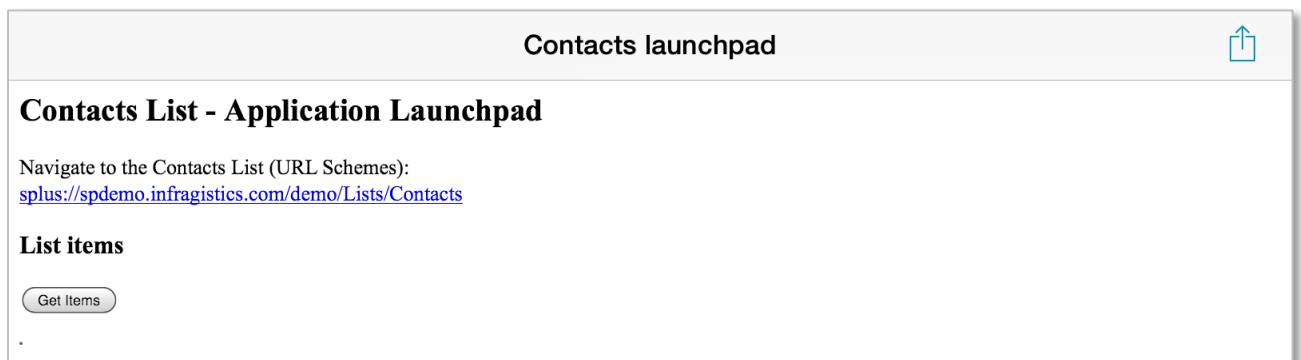 Contacts launchpad
Contacts List - Application Launchpad
Navigate to the Contacts List (URL Schemes):
splus://spdemo.infragistics.com/demo/Lists/Contacts
List items
Get Items
.